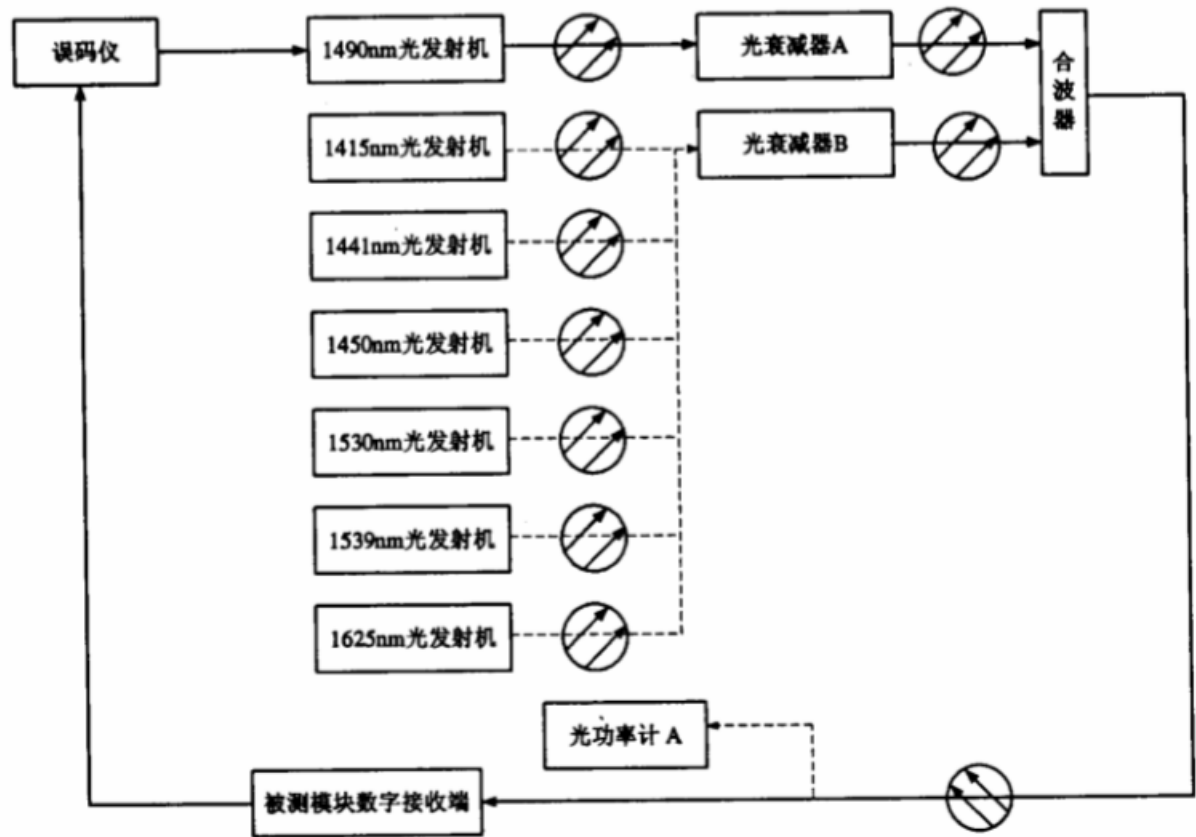 误码仪
1490nm光发射机
光衰减器A
合波器
1415nm光发射机
光衰减器B
1441nm光发射机
1450nm光发射机
1530nm光发射机
1539nm光发射机
1625nm光发射机
光功率计 A
被测模块数字接收端